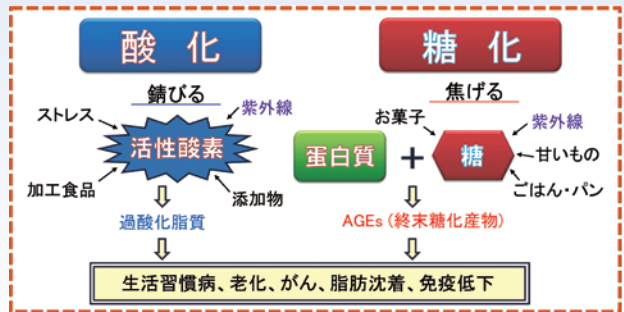 酸化
錆びる
ストレス
紫外線
活性酸素
加工食品
添加物
過酸化脂質
糖化
焦げる
お菓子
紫外線
蛋白質
+
糖
甘いもの
ごはん・パン
AGEs(終末糖化産物)
生活習慣病、老化、がん、脂肪沈着、免疫低下